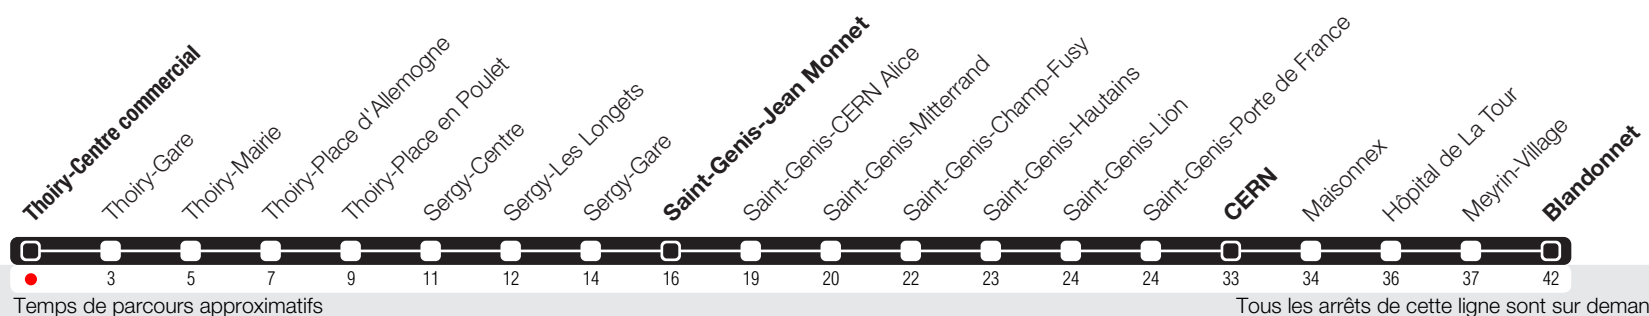 Thoiry-Centre commercial
Thoiry-Gare
Thoiry-Mairie
Thoiry-Place d'Allemogne
Thoiry-Place en Poulet
Sergy-Centre
Sergy-Les Longets
Sergy-Gare
Saint-Genis-Jean Monnet
Saint-Genis-CERN Alice
Saint-Genis-Mitterrand
Saint-Genis-Champ-Fusy
Saint-Genis-Hautains
Saint-Genis-Lion
Saint-Genis-Porte de France
CERN
Maisonnex
Hôpital de La Tour
Meyrin-Village
Blandonnet
3 5 7 9 11 12 14 16 19 20 22 23 24 24 33 34 36 37 42
Temps de parcours approximatifs
Tous les arrêts de cette ligne sont sur deman